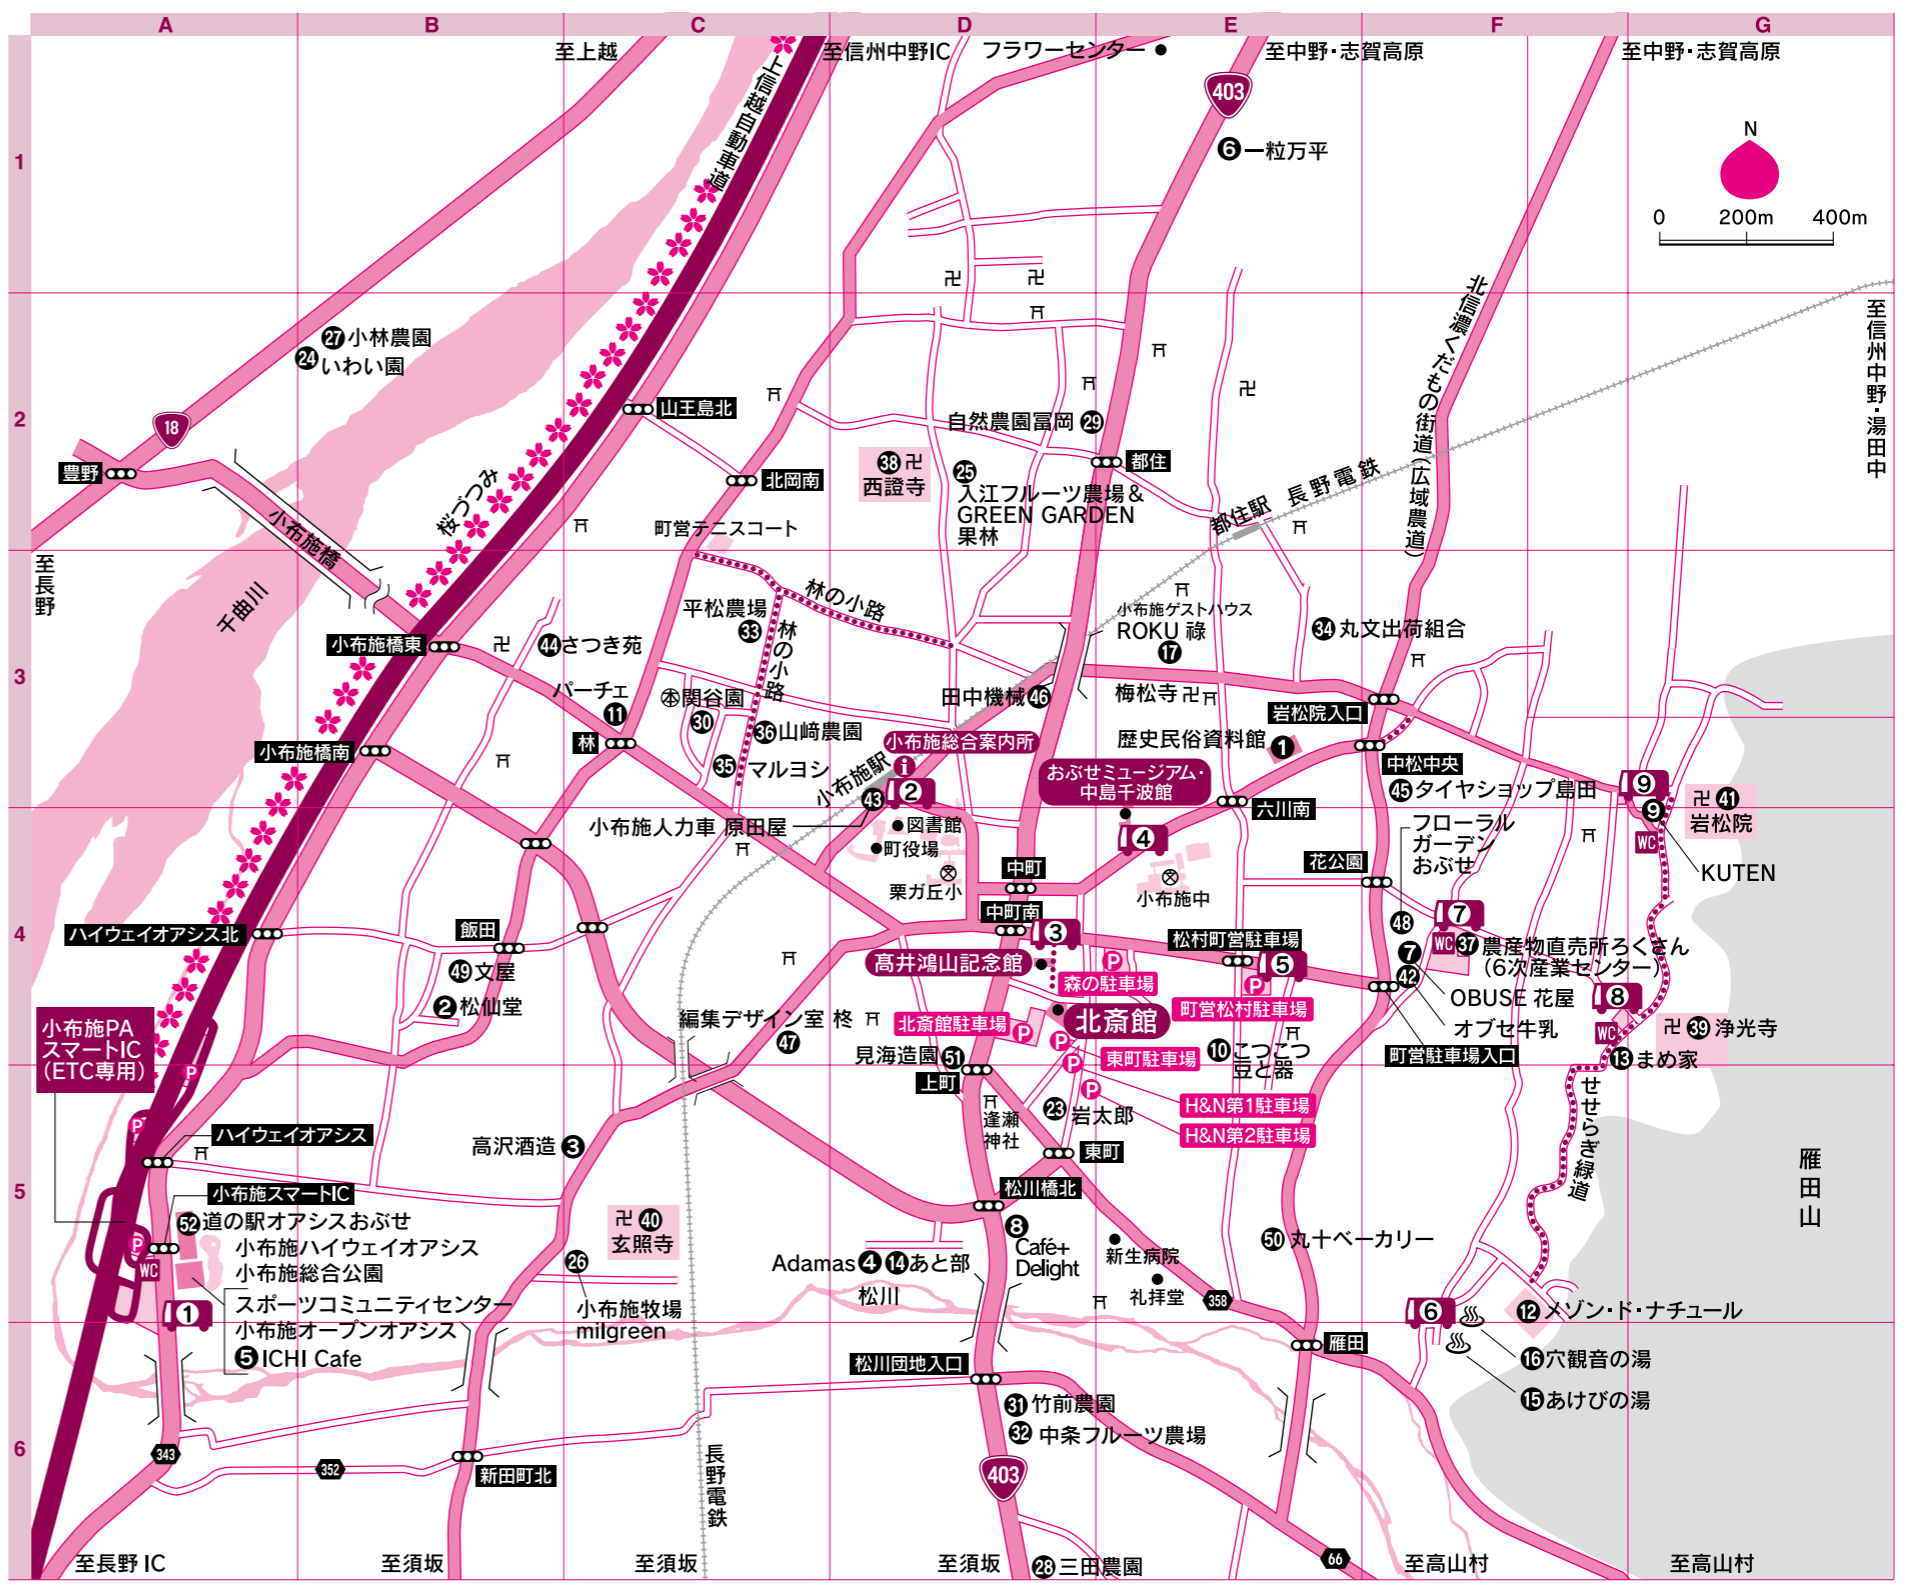 A
B
C
D
E
F
G
1
2
3
4
5
6
至上越
上信越自動車道
至信州中野IC
フラワーセンター
403
至中野・志賀高原
至中野・志賀高原
❻一粒万平
N
0 200m 400m
北信濃くだもの街道(広域農道)
至信州中野・湯田中
㉗小林農園
㉔いわい園
18
豊野
山王島北
北岡南
自然農園冨岡㉙
都住
㊳卍
西證寺
㉕
入江フルーツ農場&
GREEN GARDEN
果林
都住駅
長野電鉄
桜づつみ
小布施橋
町営テニスコート
至長野
千曲川
小布施橋東
㊹さつき苑
平松農場
㉝
林の小路
林の小路
小布施ゲストハウス
ROKU 祿
⑰
㉞丸文出荷組合
パーチェ
⑪
㊍関谷園
㉚
田中機械㊻
梅松寺卍
岩松院入口
林
小布施橋南
㊱山﨑農園
㉟マルヨシ
小布施総合案内所
小布施駅
i
2
㊸
歴史民俗資料館❶
おぶせミュージアム・
中島千波館
中松中央
㊺タイヤショップ島田
六川南
9
❾
卍㊶
岩松院
WC
KUTEN
小布施人力車 原田屋
図書館
町役場
栗ガ丘小
中町
4
小布施中
花公園
フローラル
ガーデン
おぶせ
㊽
7
WC
㊲農産物直売所ろくさん
(6次産業センター)
ハイウェイオアシス北
飯田
㊾文屋
❷松仙堂
中町南
3
髙井鴻山記念館
P
森の駐車場
松村町営駐車場
5
P
町営松村駐車場
❼
㊷
OBUSE 花屋
オブセ牛乳
8
WC
卍㊴浄光寺
⑬まめ家
町営駐車場入口
小布施PA
スマートIC
(ETC専用)
P
P
編集デザイン室 柊
㊼
北斎館駐車場
P
北斎館
P
東町駐車場
P
P
H&N第1駐車場
H&N第2駐車場
見海造園51
上町
❿こつこつ
豆と器
逢瀬
神社
㉓岩太郎
東町
せせらぎ緑道
雁田山
ハイウェイオアシス
高沢酒造❸
小布施スマートIC
52道の駅オアシスおぶせ
小布施ハイウェイオアシス
小布施総合公園
スポーツコミュニティセンター
小布施オープンオアシス
❺ICHI Cafe
P
WC
1
卍㊵
玄照寺
㉖
小布施牧場
milgreen
松川橋北
❽
Café+
Delight
Adamas❹ ⑭あと部
松川
新生病院
礼拝堂
358
㊿丸十ベーカリー
6
⑫メゾン・ド・ナチュール
⑯穴観音の湯
⑮あけびの湯
雁田
松川団地入口
㉛竹前農園
㉜中条フルーツ農場
403
343
352
新田町北
長野電鉄
66
至長野IC
至須坂
至須坂
至須坂
㉘三田農園
至高山村
至高山村